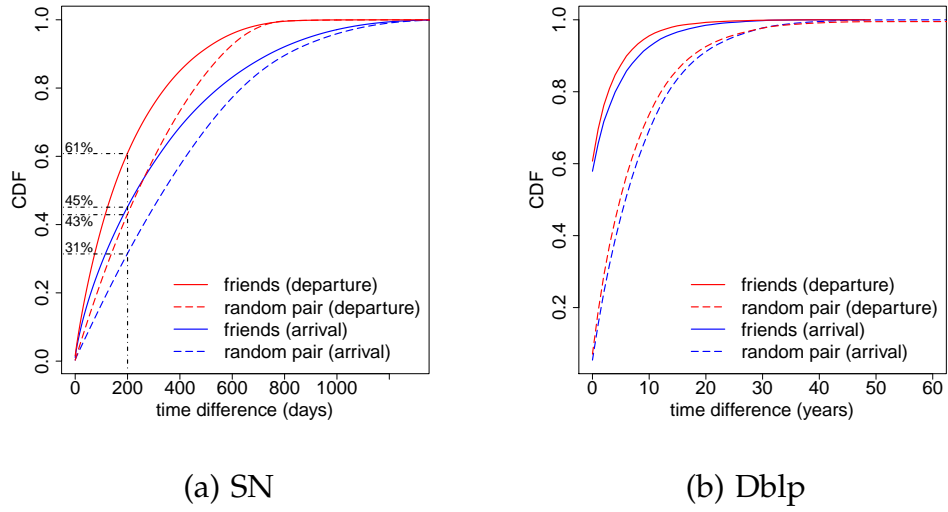 1.0
0.8
0.6
0.4
0.2
0.0
CDF
61%
45%
43%
31%
friends (departure)
random pair (departure)
friends (arrival)
random pair (arrival)
0 200 400 600 800 1000
time difference (days)
(a) SN
1.0
0.8
0.6
0.4
0.2
CDF
friends (departure)
random pair (departure)
friends (arrival)
random pair (arrival)
0 10 20 30 40 50 60
time difference (years)
(b) Dblp